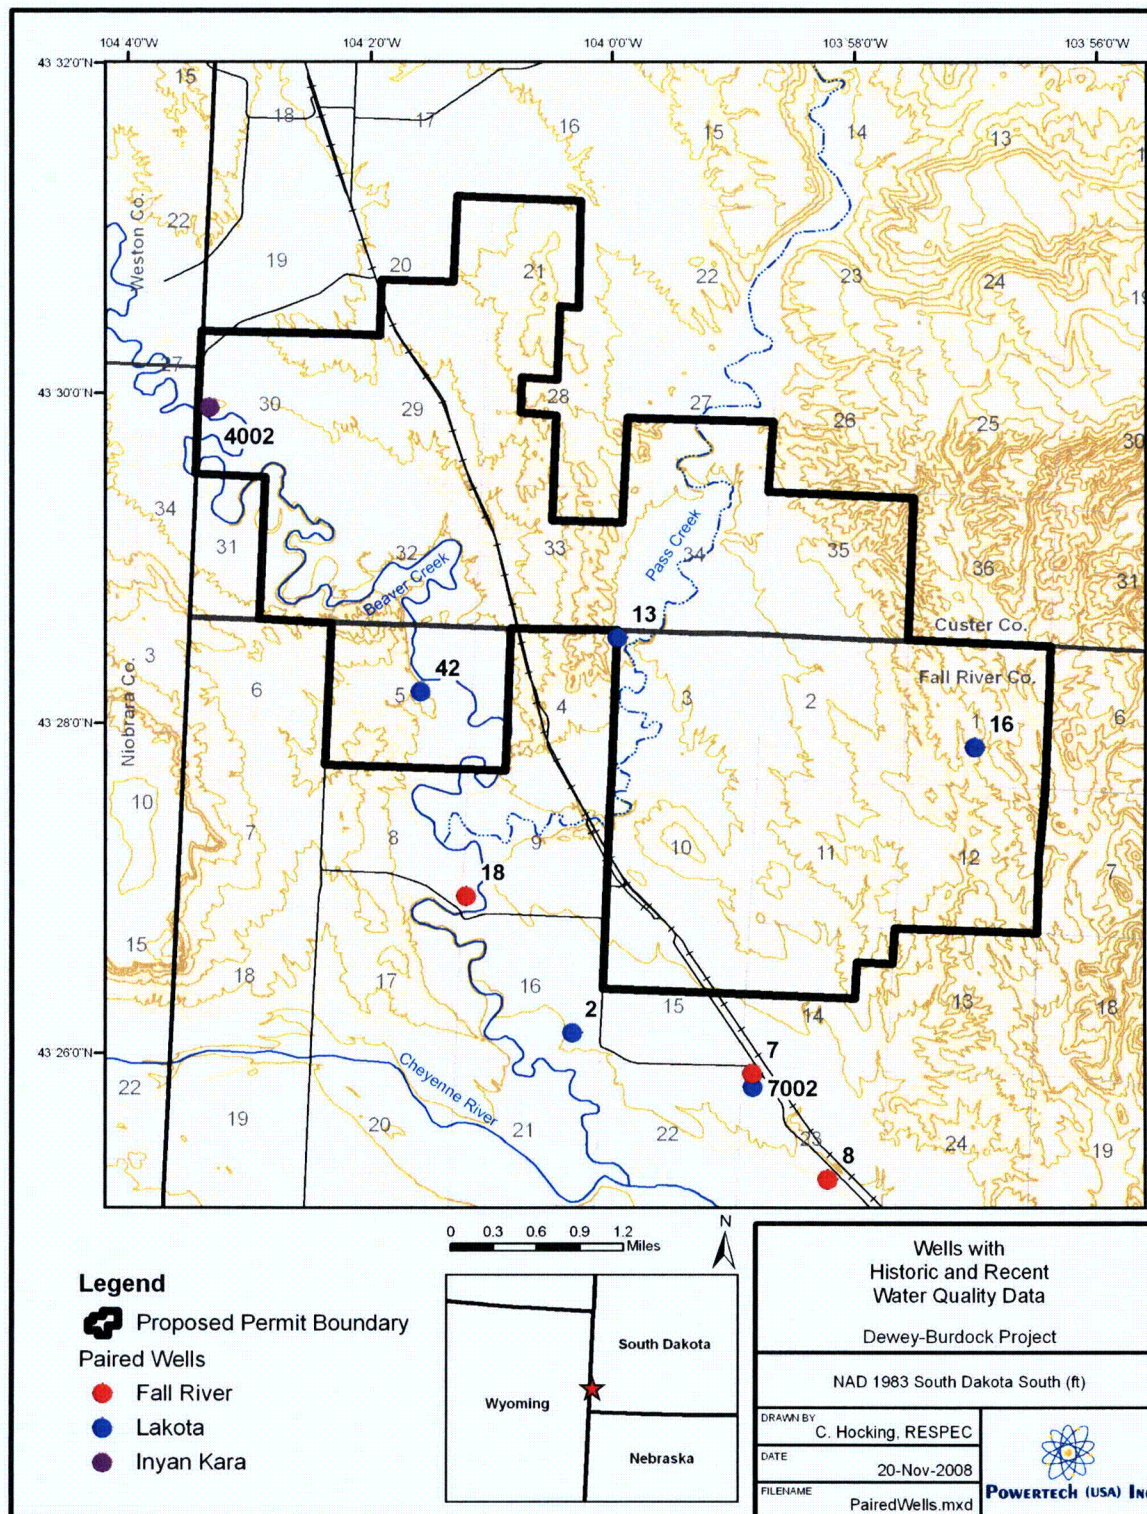 104 4'0"W 104 2'0"W 104 0'0"W 103 58'0"W 103 56'0"W
43 32'0"N
15 18 17 16 15 14 13
Weston Co.
22 19 20 21 22 23 24 19
43 30'0"N
27 30 29 28 27 26 25 30
4002
34 31 32 33 34 35 36 31
Beaver Creek
Pass Creek
13
Custer Co.
Fall River Co.
Niobrara Co.
3 6 5 4 3 2 1 6
42
16
43 28'0"N
10 7 8 9 10 11 12 7
18
15 18 17 16 15 14 13 18
2
7
7002
43 26'0"N
Cheyenne River
22 19 20 21 22 23 24 19
8
0 0.3 0.6 0.9 1.2
Miles
N
Legend
Proposed Permit Boundary
Paired Wells
Fall River
Lakota
Inyan Kara
South Dakota
Wyoming
Nebraska
Wells with
Historic and Recent
Water Quality Data
Dewey-Burdock Project
NAD 1983 South Dakota South (ft)
DRAWN BY
C. Hocking, RESPEC
DATE
20-Nov-2008
FILENAME
PairedWells.mxd
POWERTECH (USA) INC